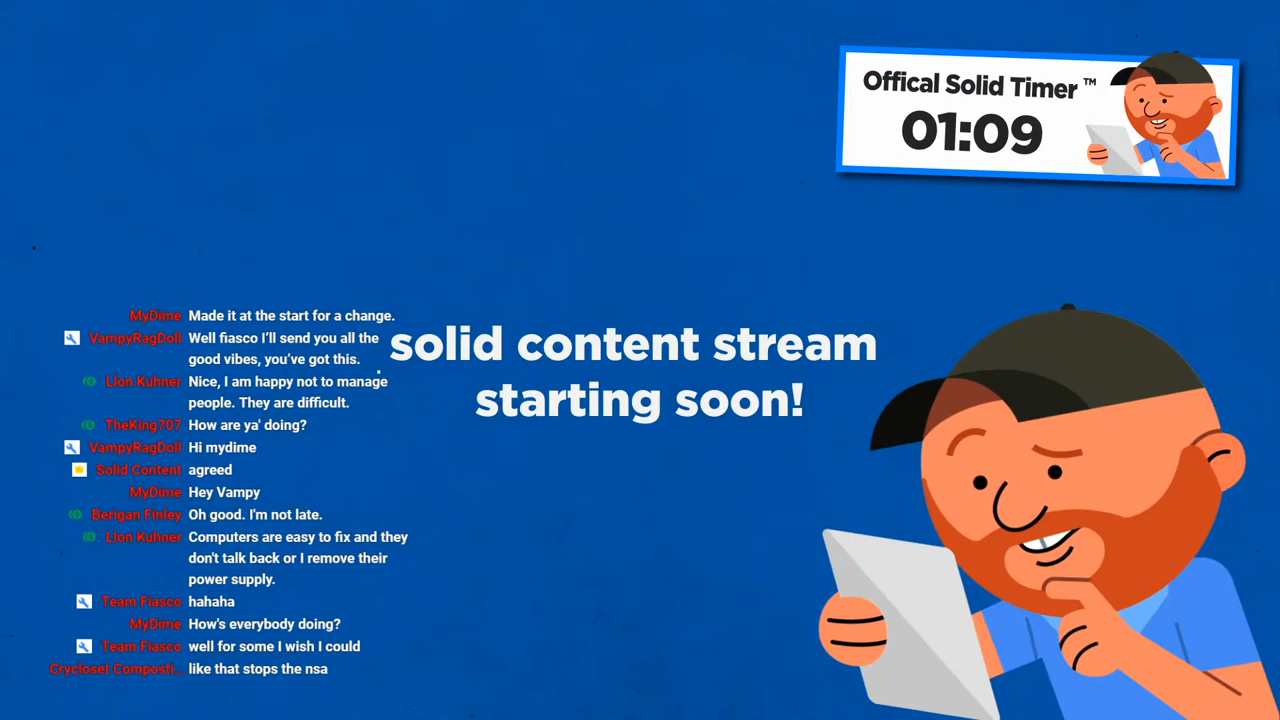 Offical Solid Timer ™
01:09
solid content stream
starting soon!
MyDime Made it at the start for a change.
VampyRagDoll Well fiasco I'll send you all the
good vibes, you've got this.
Lion Kuhner Nice, I am happy not to manage
people. They are difficult.
TheKing707 How are ya' doing?
VampyRagDoll Hi mydime
Solid Content agreed
MyDime Hey Vampy
Berigan Finley Oh good. I'm not late.
Lion Kuhner Computers are easy to fix and they
don't talk back or I remove their
power supply.
Team Fiasco hahaha
MyDime How's everybody doing?
Team Fiasco well for some I wish I could
Crycloset Composti... like that stops the nsa